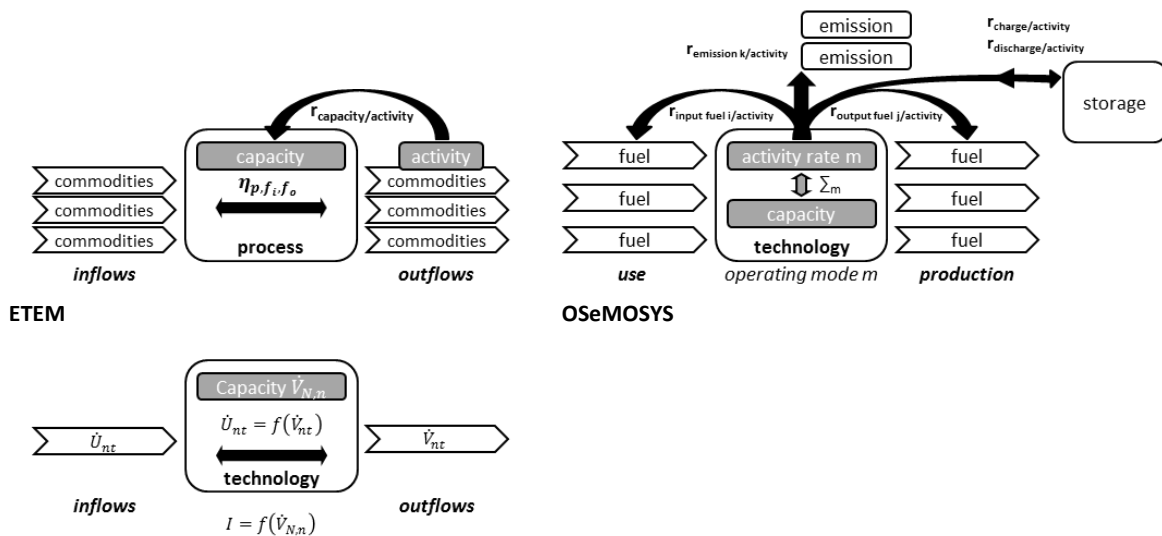 r_capacity/activity
capacity
activity
commodities
commodities
η_p,f_i,f_o
commodities
commodities
commodities
commodities
process
inflows
outflows
ETEM
emission
emission
r_emission k/activity
r_charge/activity
r_discharge/activity
storage
r_input fuel i/activity
r_output fuel j/activity
fuel
activity rate m
fuel
fuel
∑_m
fuel
capacity
fuel
technology
fuel
use
operating mode m
production
OSeMOSYS
Capacity V̇_N,n
U̇_nt = f(V̇_nt)
U̇_nt
V̇_nt
technology
inflows
outflows
I = f(V̇_N,n)